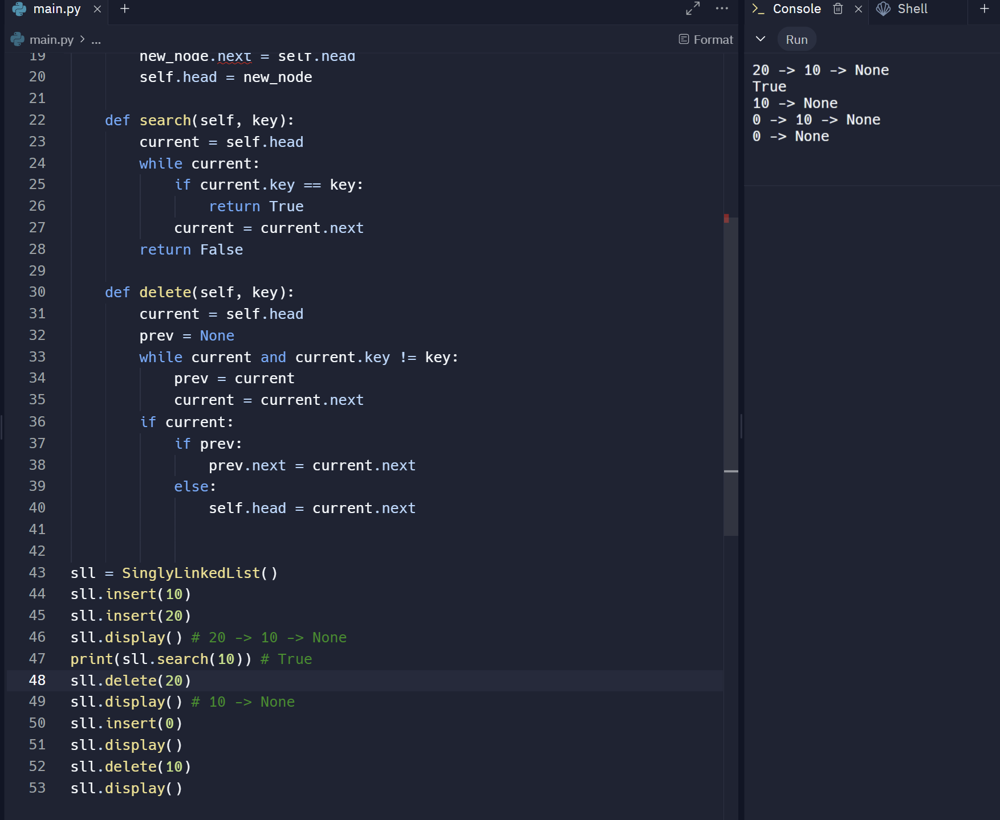 main.py
Console
Shell
main.py > ...
Format
Run
19 new_node.next = self.head
20 self.head = new_node
21
22 def search(self, key):
23 current = self.head
24 while current:
25 if current.key == key:
26 return True
27 current = current.next
28 return False
29
30 def delete(self, key):
31 current = self.head
32 prev = None
33 while current and current.key != key:
34 prev = current
35 current = current.next
36 if current:
37 if prev:
38 prev.next = current.next
39 else:
40 self.head = current.next
41
42
43 sll = SinglyLinkedList()
44 sll.insert(10)
45 sll.insert(20)
46 sll.display() # 20 -> 10 -> None
47 print(sll.search(10)) # True
48 sll.delete(20)
49 sll.display() # 10 -> None
50 sll.insert(0)
51 sll.display()
52 sll.delete(10)
53 sll.display()
20 -> 10 -> None
True
10 -> None
0 -> 10 -> None
0 -> None